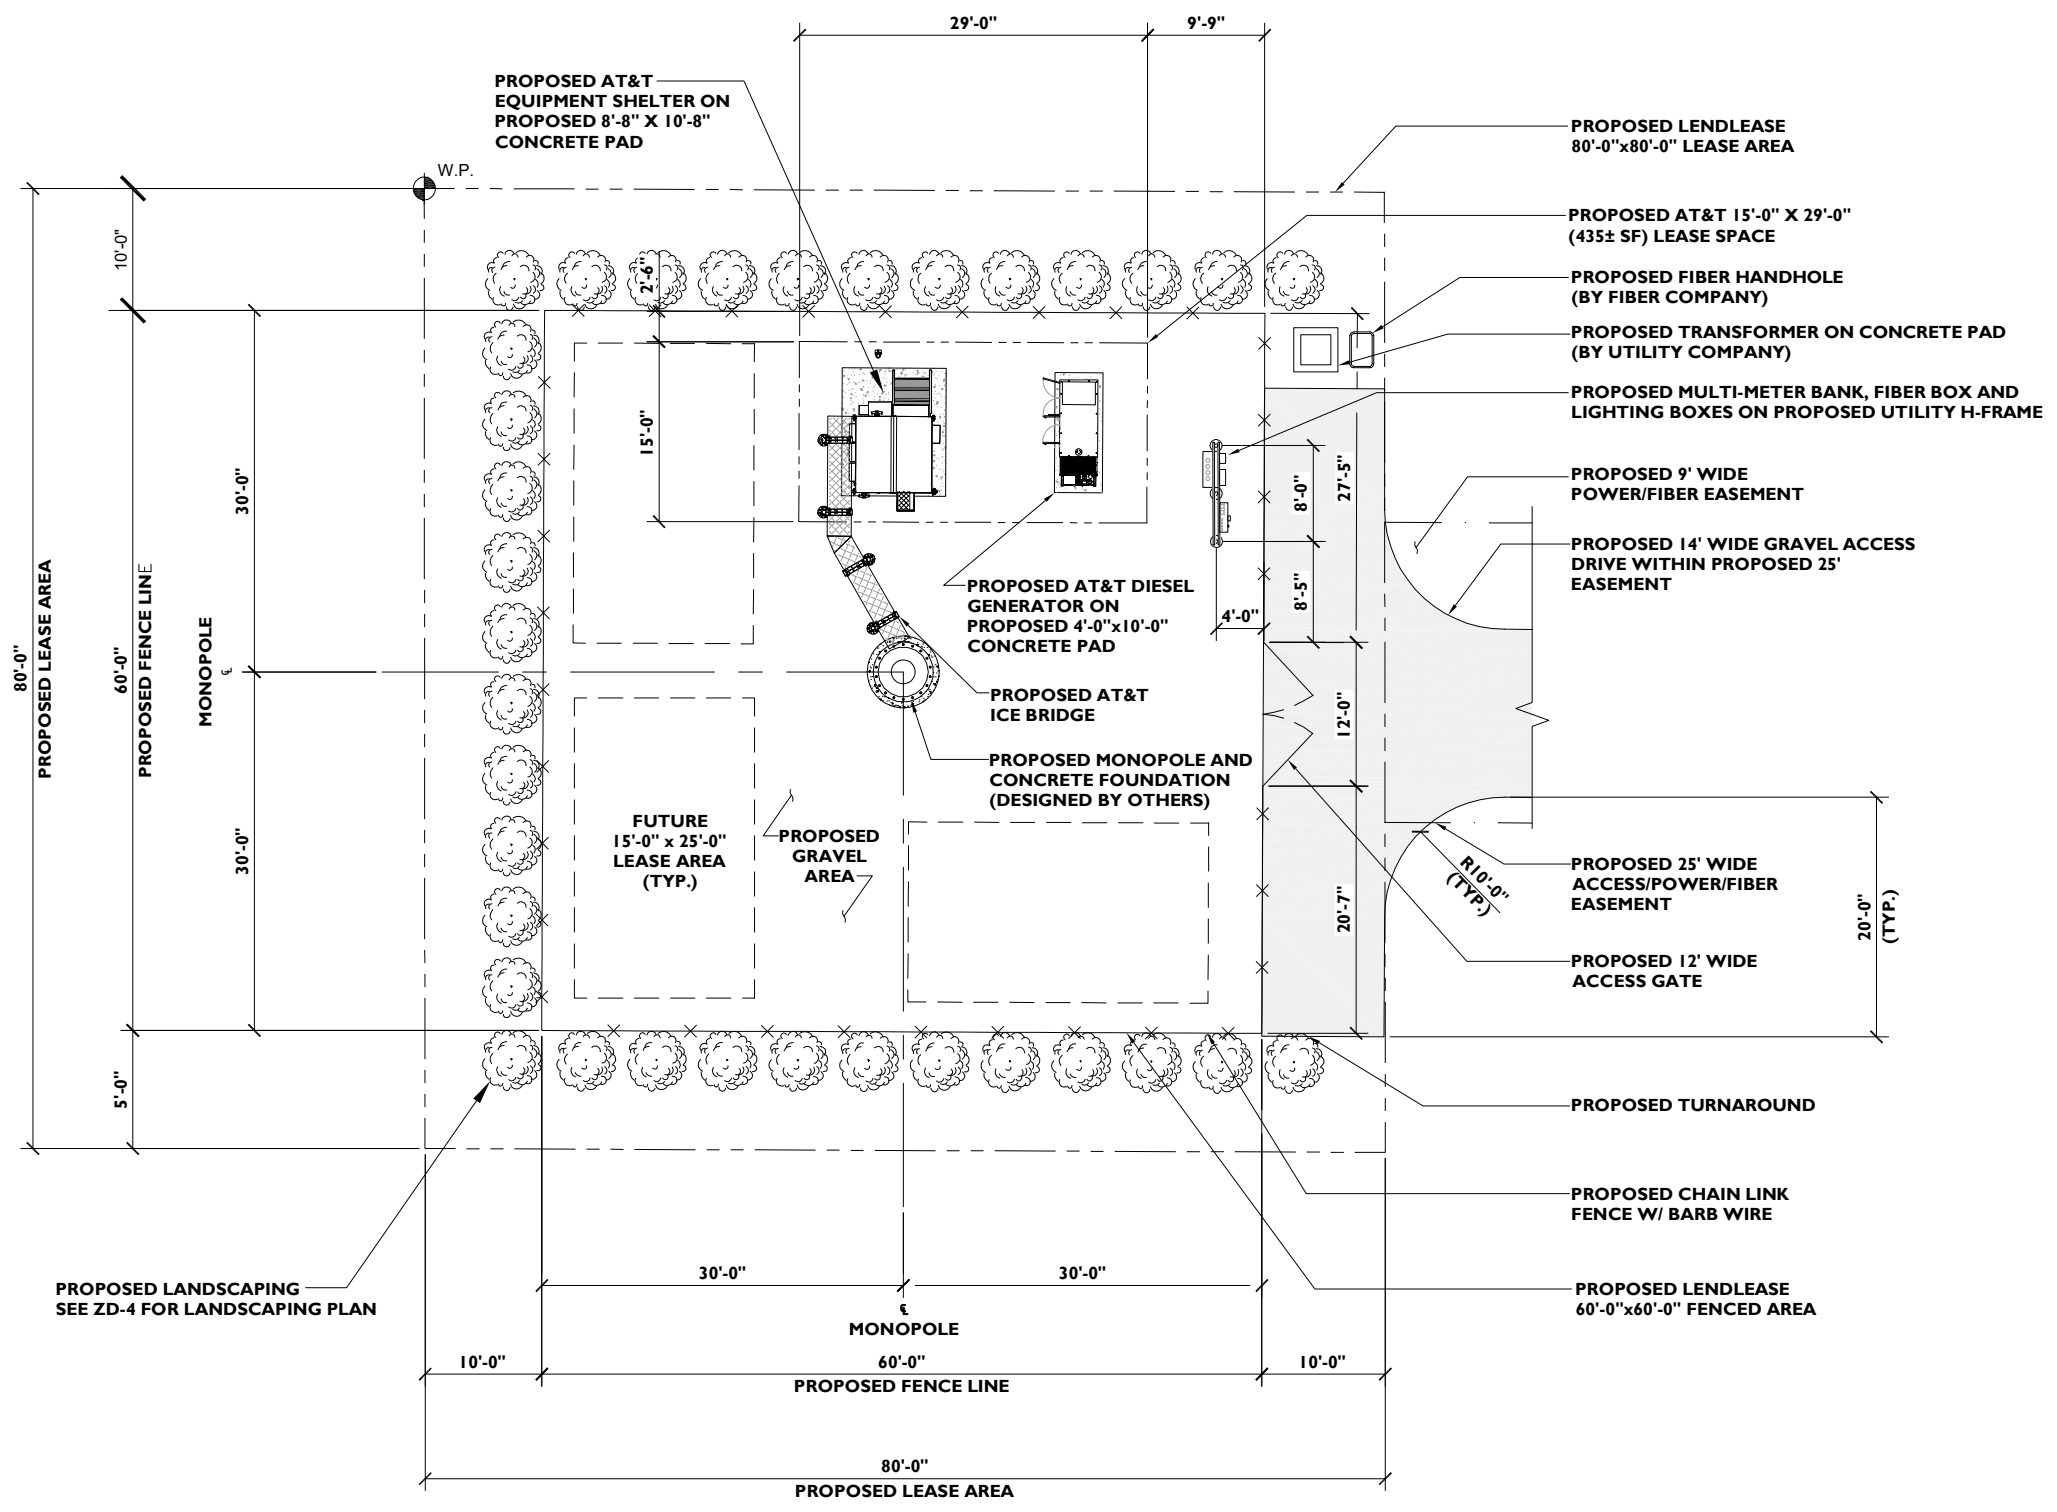 29'-0"
9'-9"
PROPOSED AT&T
EQUIPMENT SHELTER ON
PROPOSED 8'-8" X 10'-8"
CONCRETE PAD
PROPOSED LENDLEASE
80'-0"x80'-0" LEASE AREA
W.P.
PROPOSED AT&T 15'-0" X 29'-0"
(435± SF) LEASE SPACE
10'-0"
PROPOSED FIBER HANDHOLE
(BY FIBER COMPANY)
2'-6"
PROPOSED TRANSFORMER ON CONCRETE PAD
(BY UTILITY COMPANY)
PROPOSED MULTI-METER BANK, FIBER BOX AND
LIGHTING BOXES ON PROPOSED UTILITY H-FRAME
15'-0"
30'-0"
8'-0"
27'-5"
PROPOSED 9' WIDE
POWER/FIBER EASEMENT
PROPOSED 14' WIDE GRAVEL ACCESS
DRIVE WITHIN PROPOSED 25'
EASEMENT
PROPOSED AT&T DIESEL
GENERATOR ON
PROPOSED 4'-0"x10'-0"
CONCRETE PAD
8'-5"
4'-0"
80'-0"
PROPOSED LEASE AREA
60'-0"
PROPOSED FENCE LINE
MONOPOLE
℄
PROPOSED AT&T
ICE BRIDGE
12'-0"
PROPOSED MONOPOLE AND
CONCRETE FOUNDATION
(DESIGNED BY OTHERS)
FUTURE
15'-0" x 25'-0"
LEASE AREA
(TYP.)
PROPOSED
GRAVEL
AREA
30'-0"
20'-7"
R10'-0"
(TYP.)
PROPOSED 25' WIDE
ACCESS/POWER/FIBER
EASEMENT
20'-0"
(TYP.)
PROPOSED 12' WIDE
ACCESS GATE
5'-0"
PROPOSED TURNAROUND
PROPOSED CHAIN LINK
FENCE W/ BARB WIRE
PROPOSED LANDSCAPING
SEE ZD-4 FOR LANDSCAPING PLAN
30'-0"
30'-0"
PROPOSED LENDLEASE
60'-0"x60'-0" FENCED AREA
℄
MONOPOLE
10'-0"
60'-0"
10'-0"
PROPOSED FENCE LINE
80'-0"
PROPOSED LEASE AREA